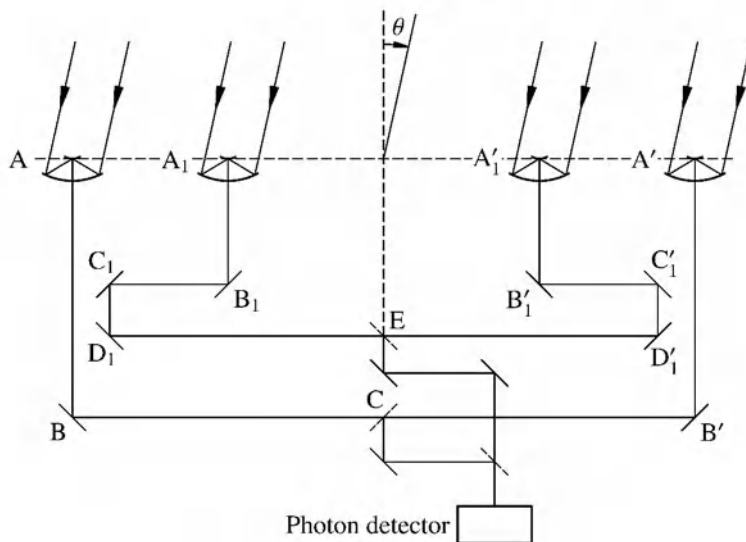 θ
A
A₁
A′₁
A′
C₁
B₁
B′₁
C′₁
E
D₁
D′₁
C
B
B′
Photon detector